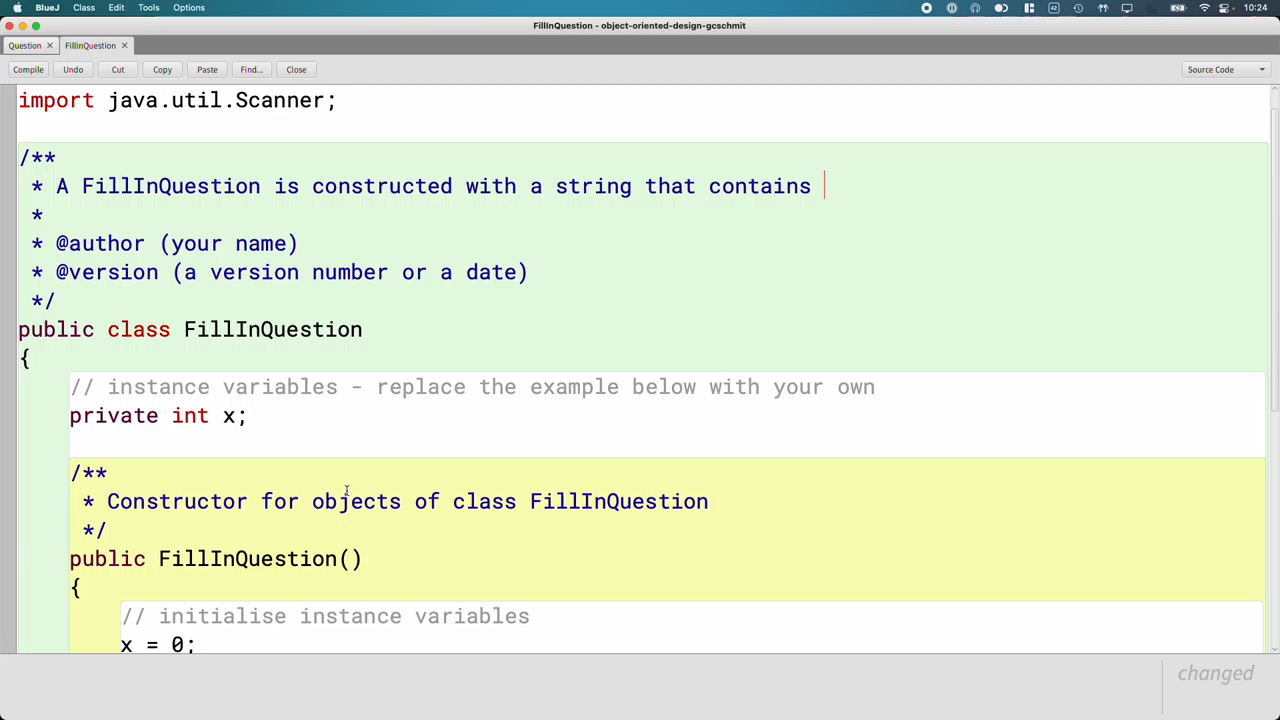 BlueJ Class Edit Tools Options 42 10:24
FillInQuestion - object-oriented-design-gcschmit
Question × FillInQuestion ×
Compile Undo Cut Copy Paste Find... Close Source Code
import java.util.Scanner;
/**
* A FillInQuestion is constructed with a string that contains
*
* @author (your name)
* @version (a version number or a date)
*/
public class FillInQuestion
{
// instance variables - replace the example below with your own
private int x;
/**
* Constructor for objects of class FillInQuestion
*/
public FillInQuestion()
{
// initialise instance variables
x = 0;
changed